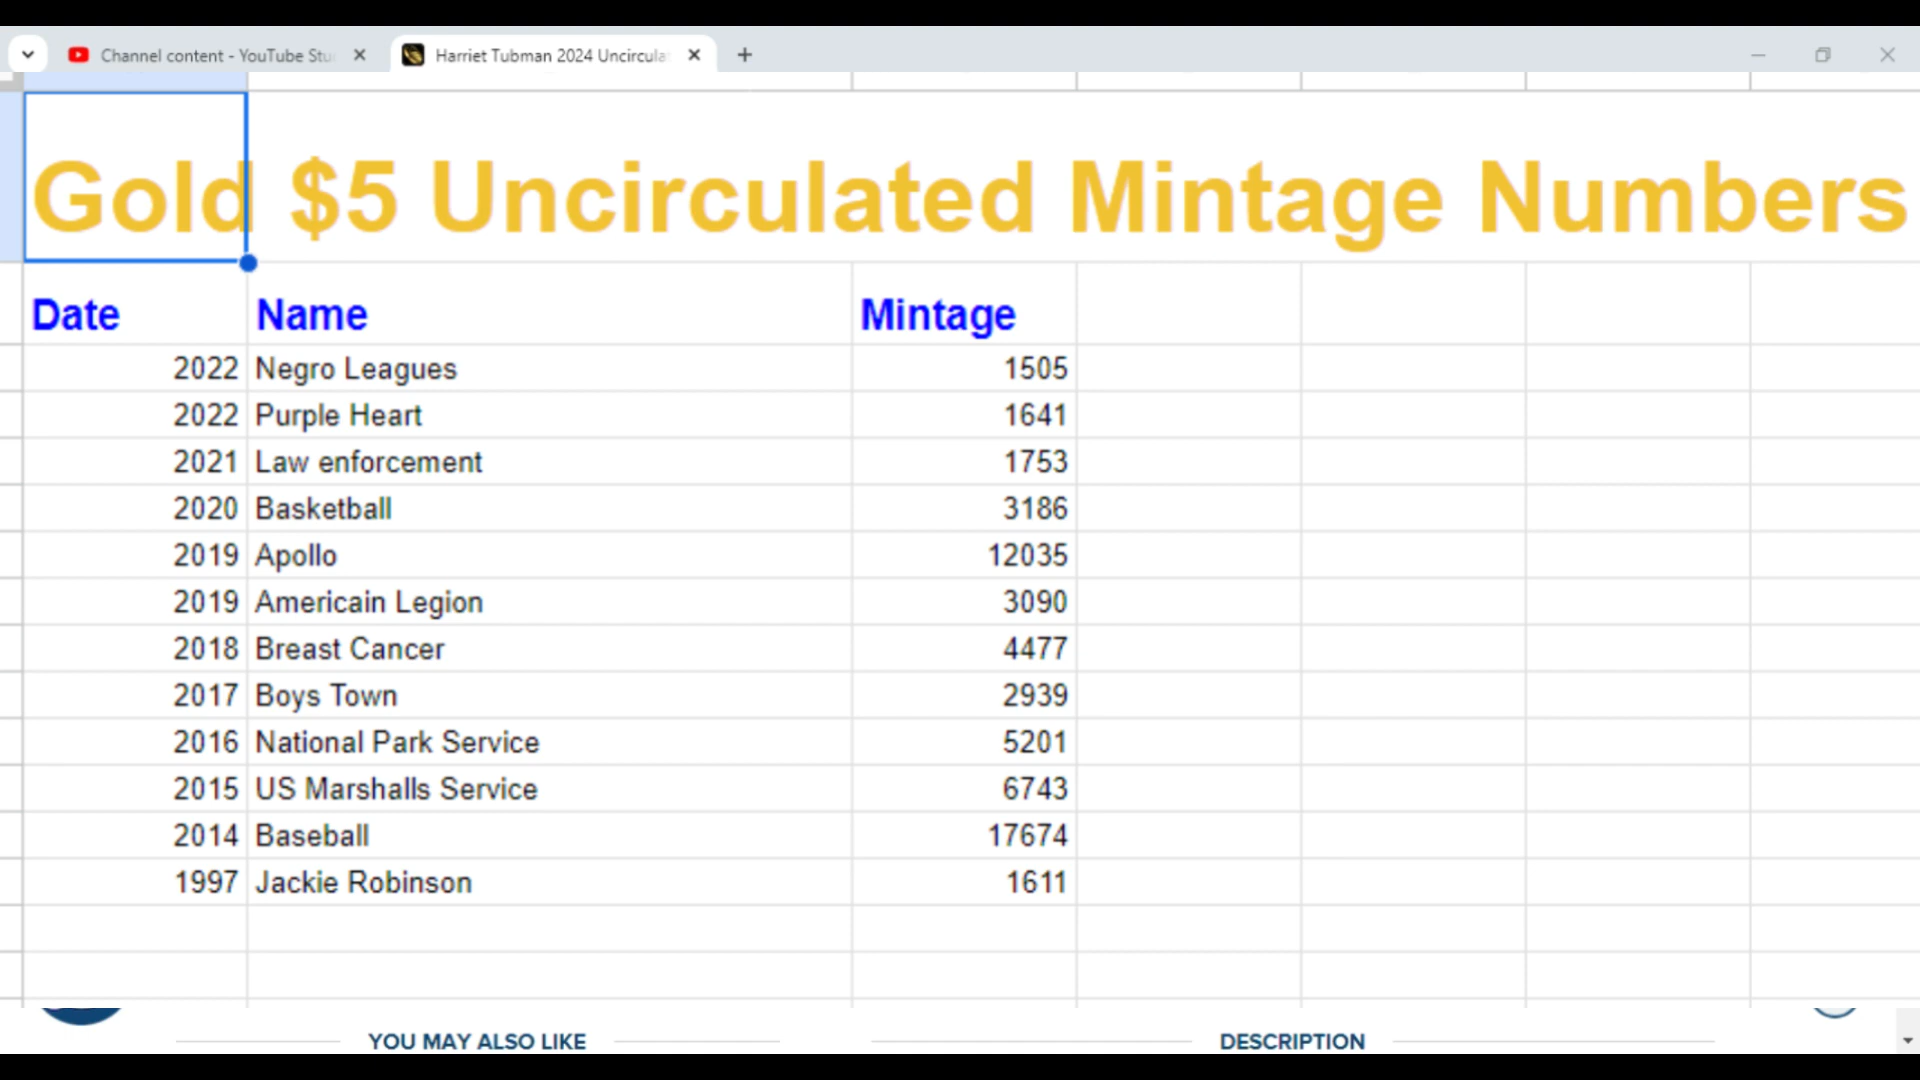 Channel content - YouTube Stu
Harriet Tubman 2024 Uncircula
Gold $5 Uncirculated Mintage Numbers
Date Name Mintage
2022 Negro Leagues 1505
2022 Purple Heart 1641
2021 Law enforcement 1753
2020 Basketball 3186
2019 Apollo 12035
2019 Americain Legion 3090
2018 Breast Cancer 4477
2017 Boys Town 2939
2016 National Park Service 5201
2015 US Marshalls Service 6743
2014 Baseball 17674
1997 Jackie Robinson 1611
YOU MAY ALSO LIKE
DESCRIPTION